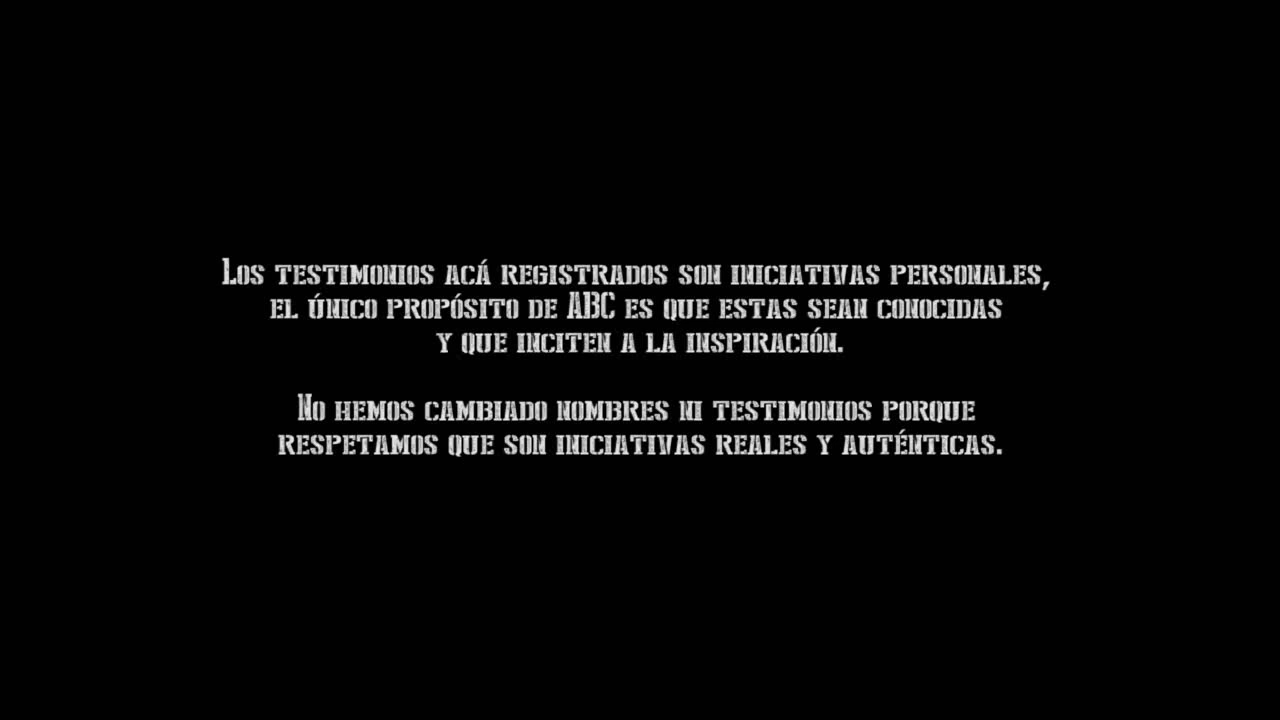 Los testimonios acá registrados son iniciativas personales,
el único propósito de ABC es que estas sean conocidas
y que inciten a la inspiración.
No hemos cambiado nombres ni testimonios porque
respetamos que son iniciativas reales y auténticas.